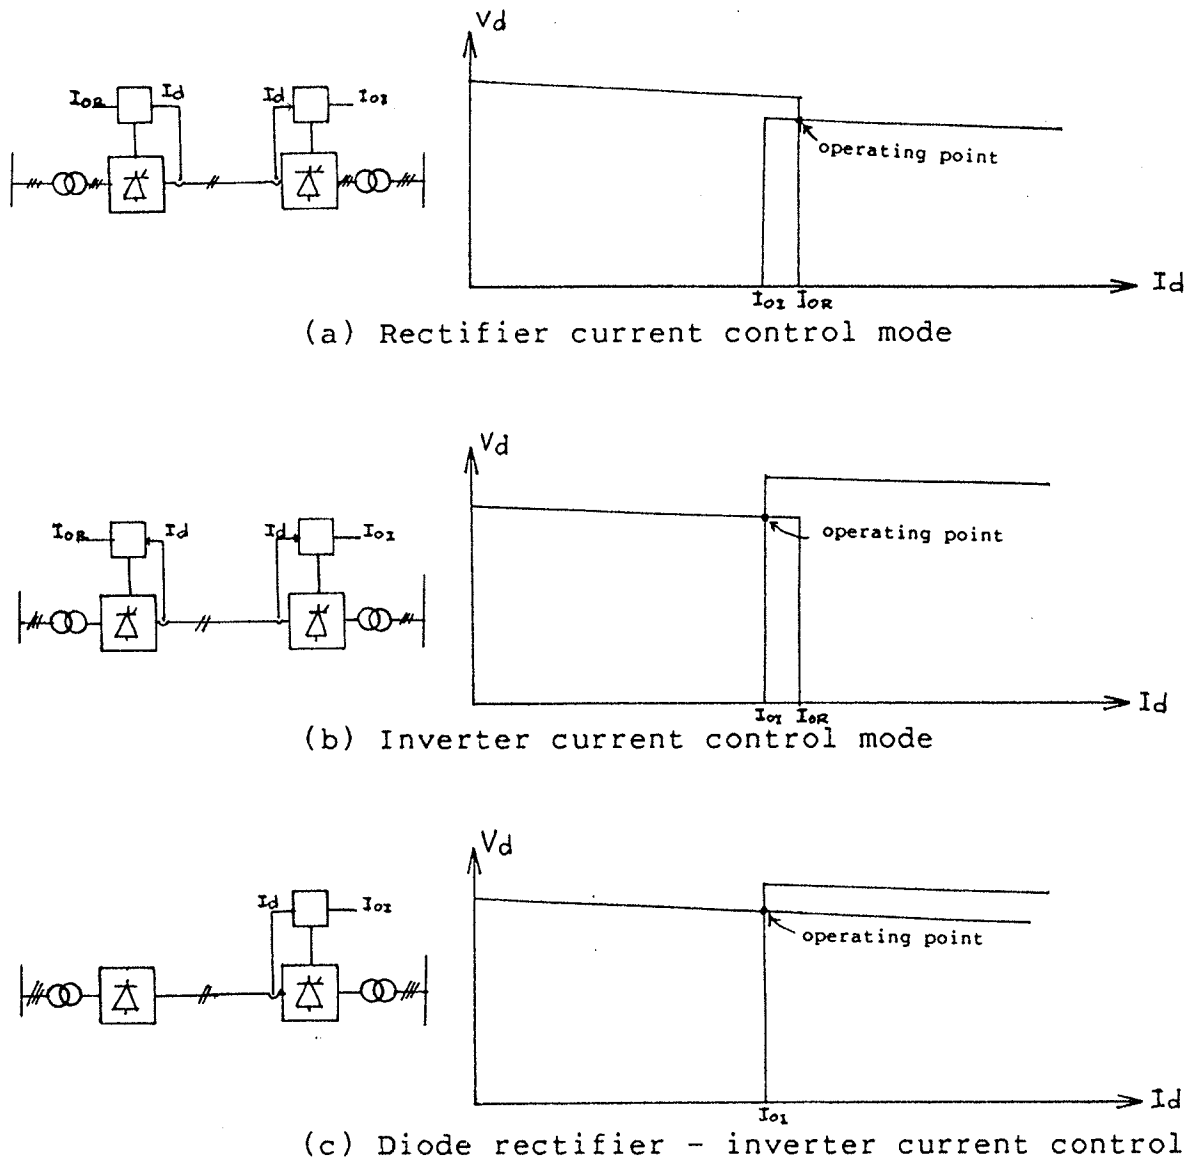 Vd
IOR Id Id IOI
operating point
IOI IOR Id
(a) Rectifier current control mode
Vd
IOR Id Id IOI
operating point
IOI IOR Id
(b) Inverter current control mode
Vd
Id IOI
operating point
IOI Id
(c) Diode rectifier - inverter current control